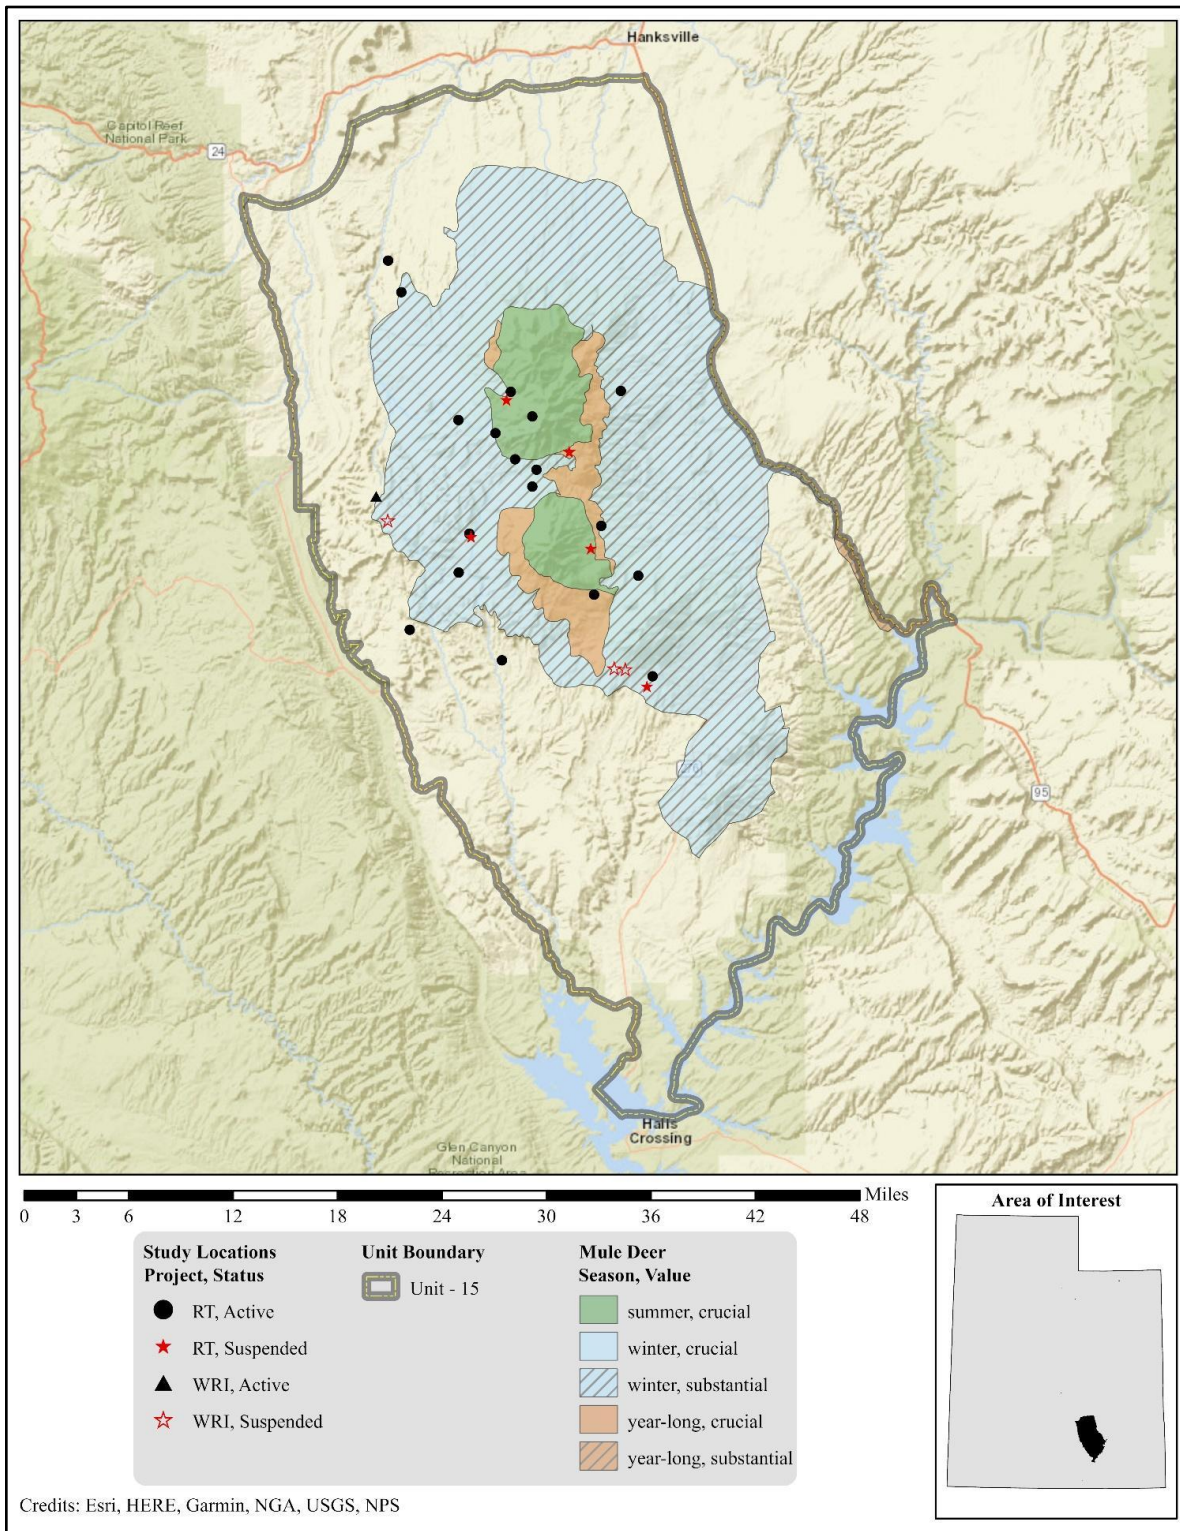 Hanksville
Capitol Reef
National Park
24
95
Halls
Crossing
Glen Canyon
National
Recreation Area
Miles
0 3 6 12 18 24 30 36 42 48
Study Locations
Project, Status
RT, Active
RT, Suspended
WRI, Active
WRI, Suspended
Unit Boundary
Unit - 15
Mule Deer
Season, Value
summer, crucial
winter, crucial
winter, substantial
year-long, crucial
year-long, substantial
Area of Interest
Credits: Esri, HERE, Garmin, NGA, USGS, NPS